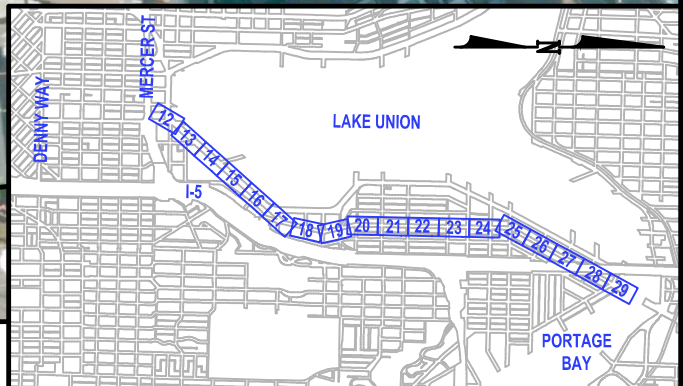 DENNY WAY
MERCER ST.
LAKE UNION
I-5
12
13
14
15
16
17
18
19
20
21
22
23
24
25
26
27
28
29
N
PORTAGE
BAY